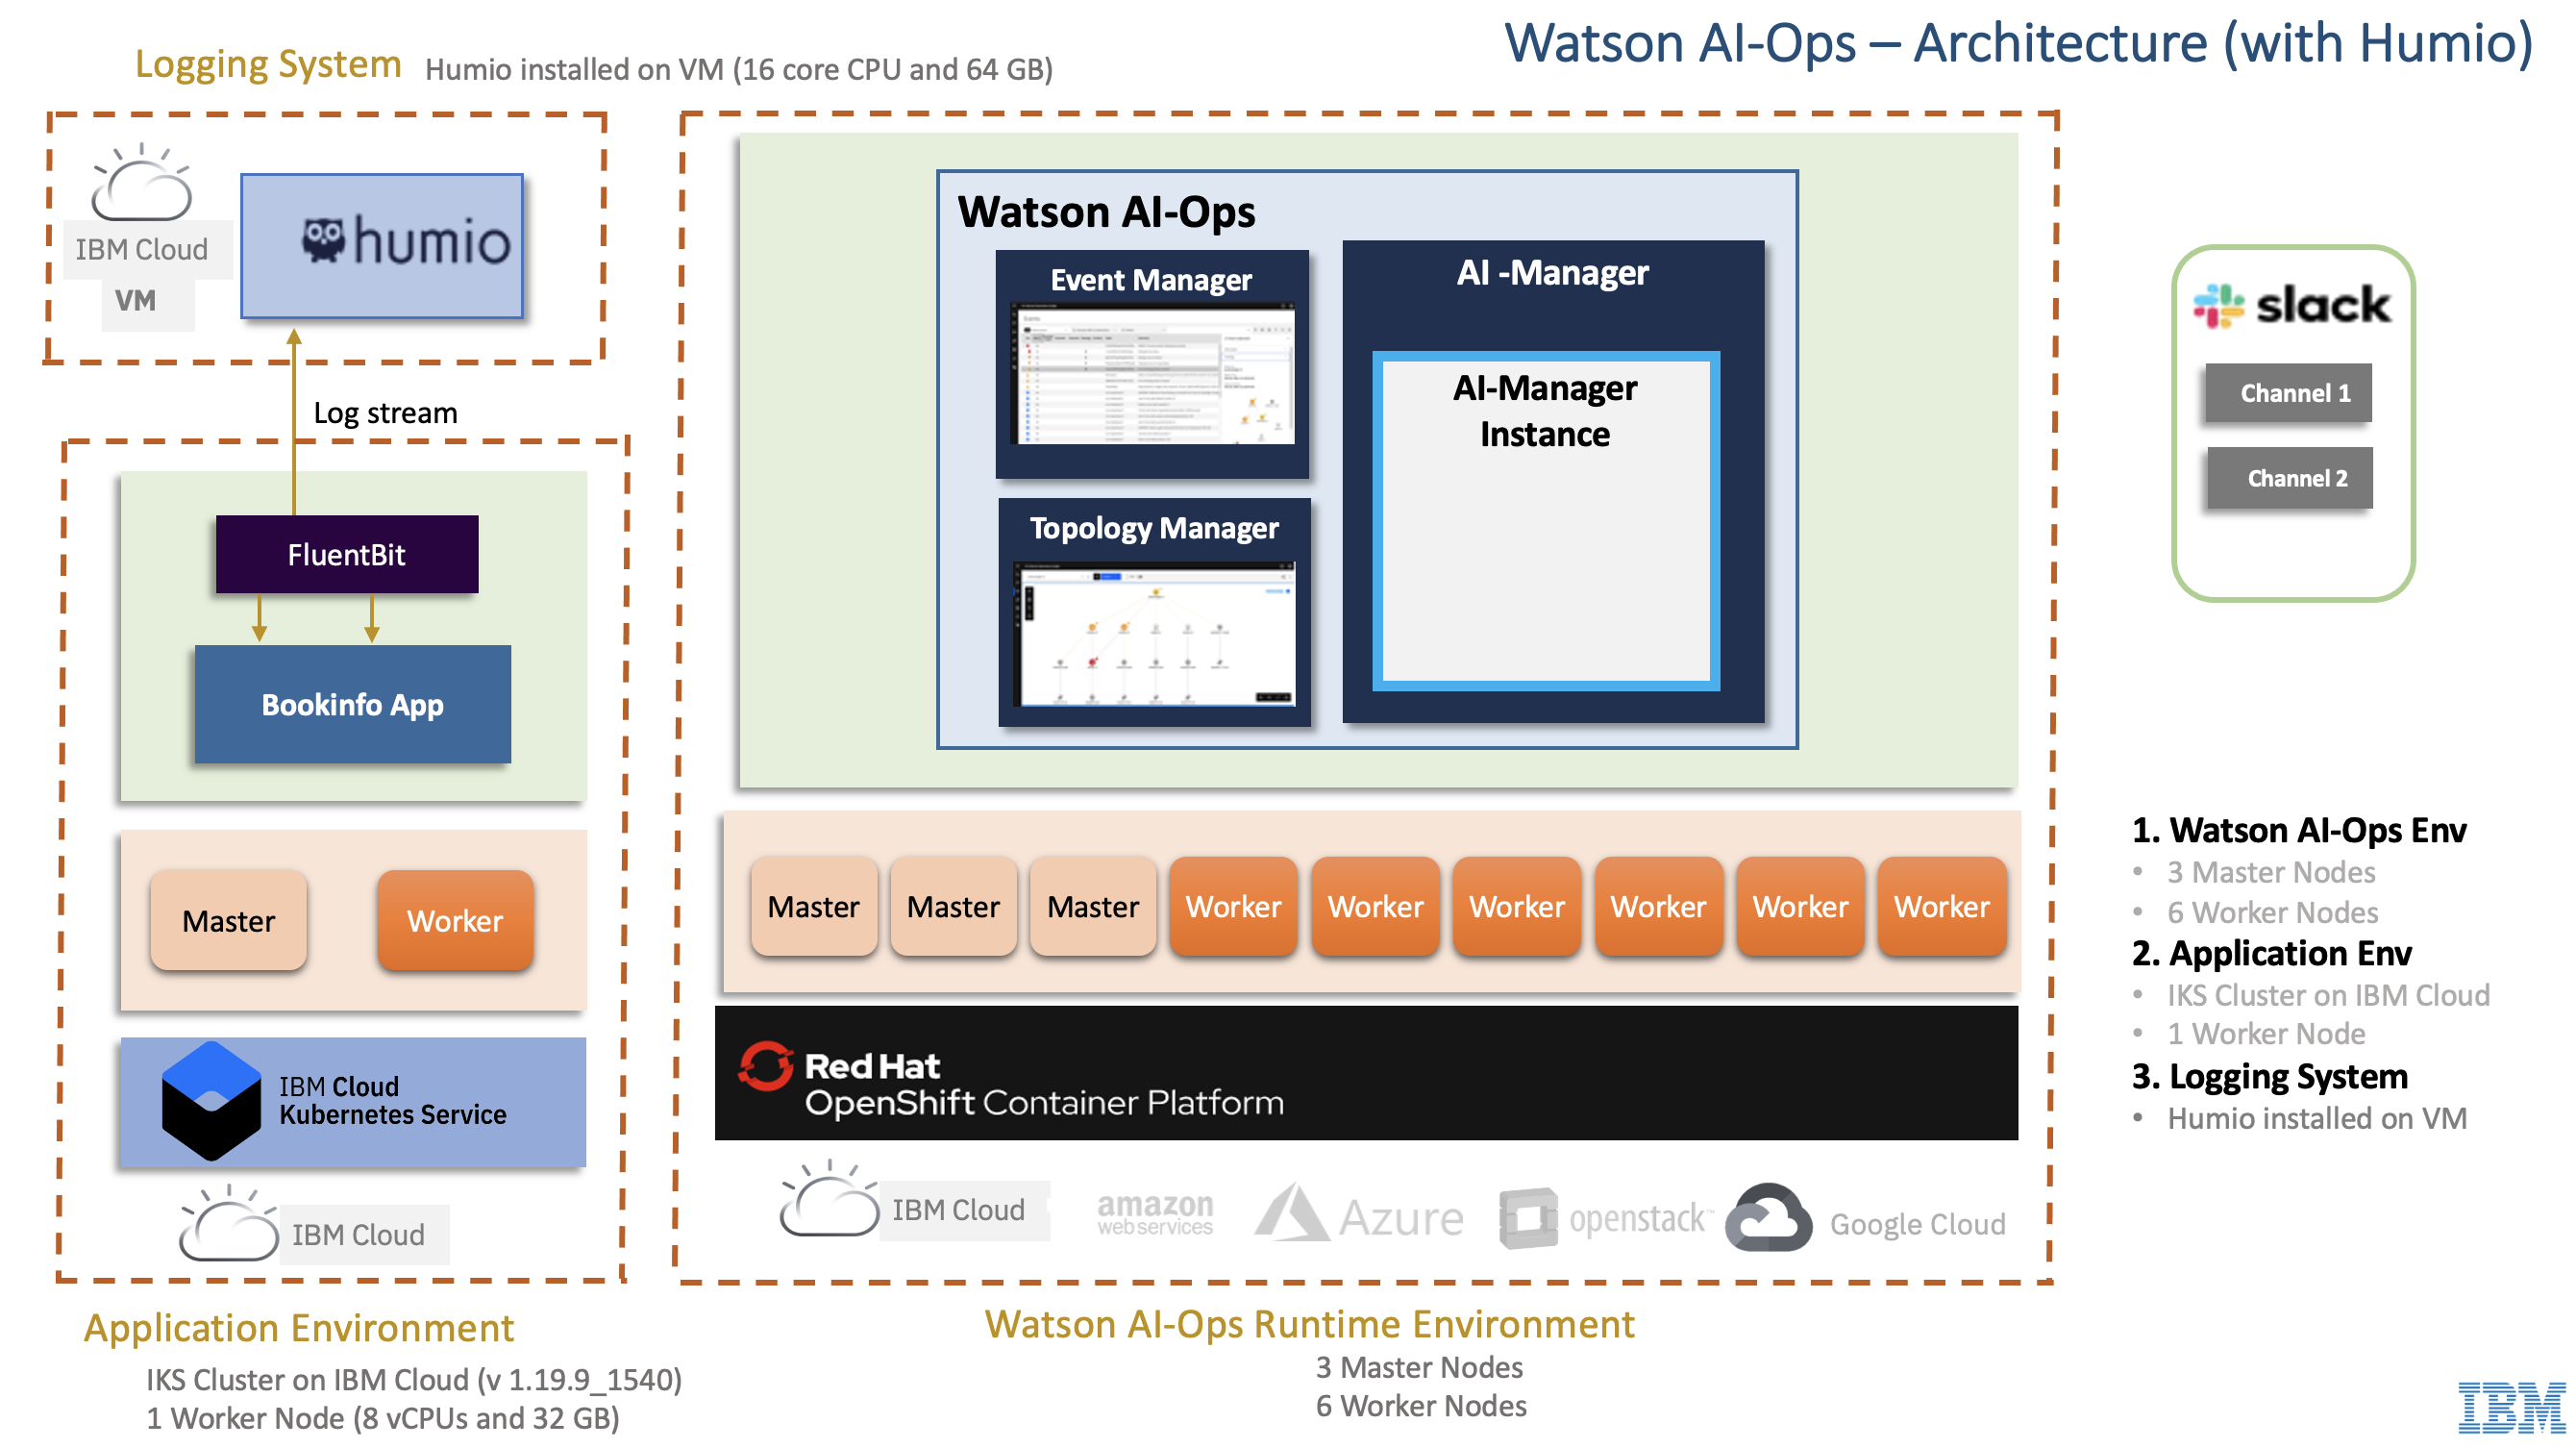 Watson AI-Ops – Architecture (with Humio)
Logging System
Humio installed on VM (16 core CPU and 64 GB)
IBM Cloud
VM
humio
Log stream
FluentBit
Bookinfo App
Master
Worker
IBM Cloud
Kubernetes Service
IBM Cloud
Application Environment
IKS Cluster on IBM Cloud (v 1.19.9_1540)
1 Worker Node (8 vCPUs and 32 GB)
Watson AI-Ops
Event Manager
Topology Manager
AI -Manager
AI-Manager
Instance
Master
Master
Master
Worker
Worker
Worker
Worker
Worker
Worker
Red Hat
OpenShift Container Platform
IBM Cloud
amazon
webservices
Azure
openstack™
Google Cloud
Watson AI-Ops Runtime Environment
3 Master Nodes
6 Worker Nodes
slack
Channel 1
Channel 2
1. Watson AI-Ops Env
• 3 Master Nodes
• 6 Worker Nodes
2. Application Env
• IKS Cluster on IBM Cloud
• 1 Worker Node
3. Logging System
• Humio installed on VM
IBM